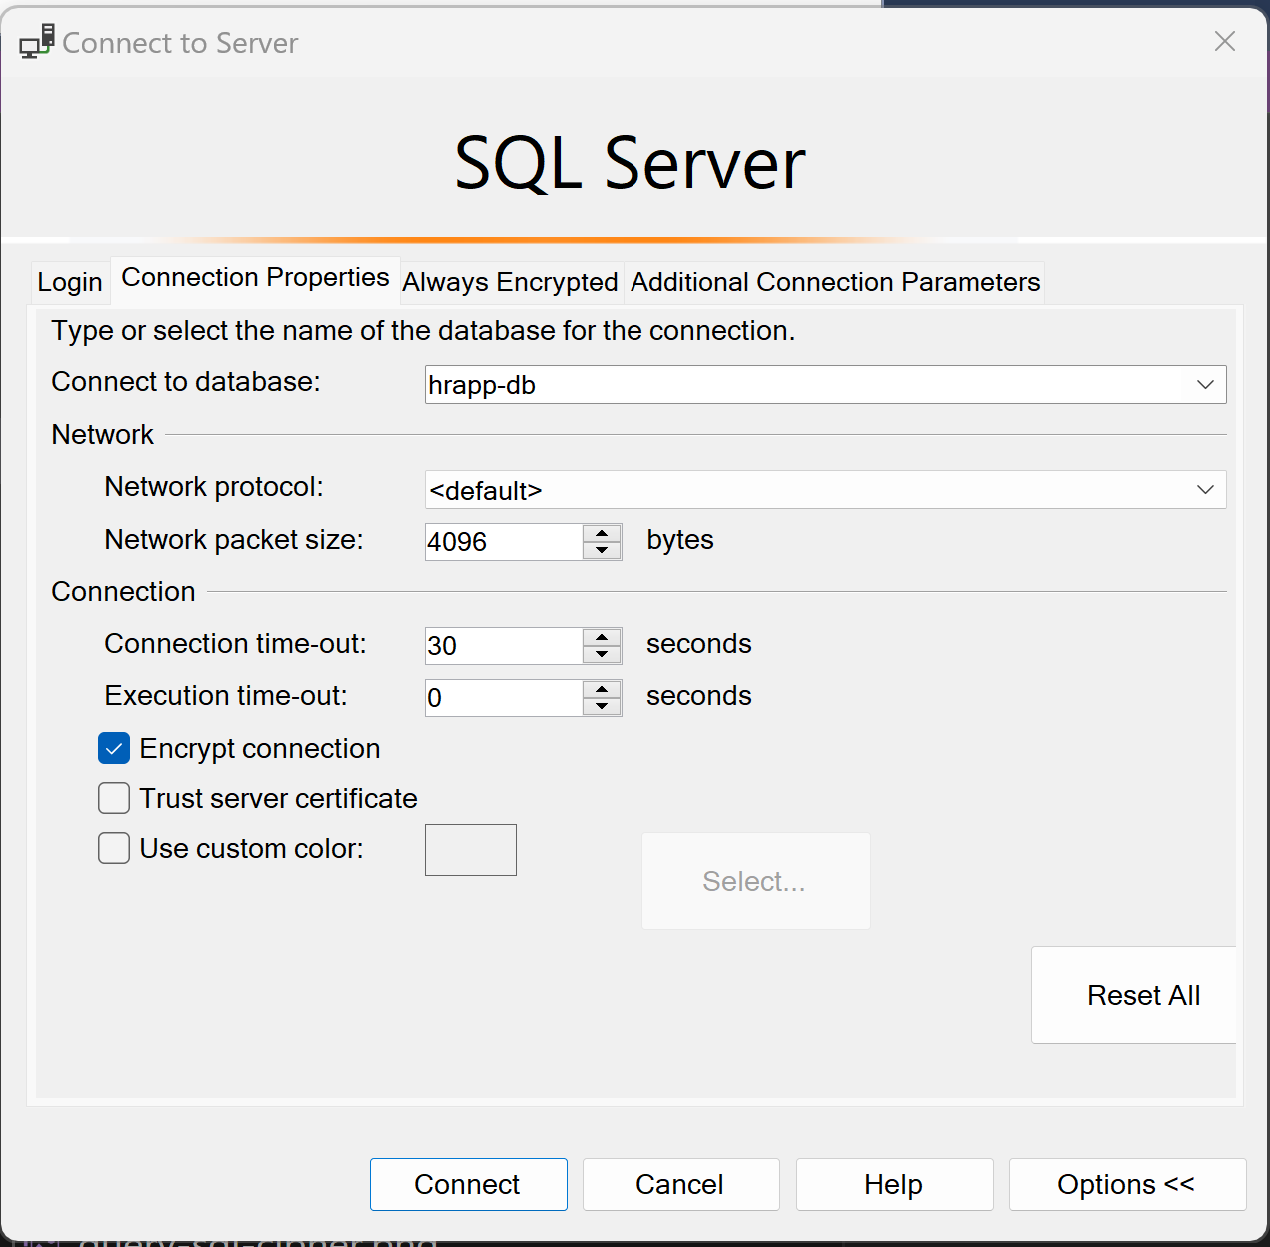 Connect to Server
SQL Server
Login Connection Properties Always Encrypted Additional Connection Parameters
Type or select the name of the database for the connection.
Connect to database: hrapp-db
Network
Network protocol: <default>
Network packet size: 4096 bytes
Connection
Connection time-out: 30 seconds
Execution time-out: 0 seconds
Encrypt connection
Trust server certificate
Use custom color:
Select...
Reset All
Connect Cancel Help Options <<